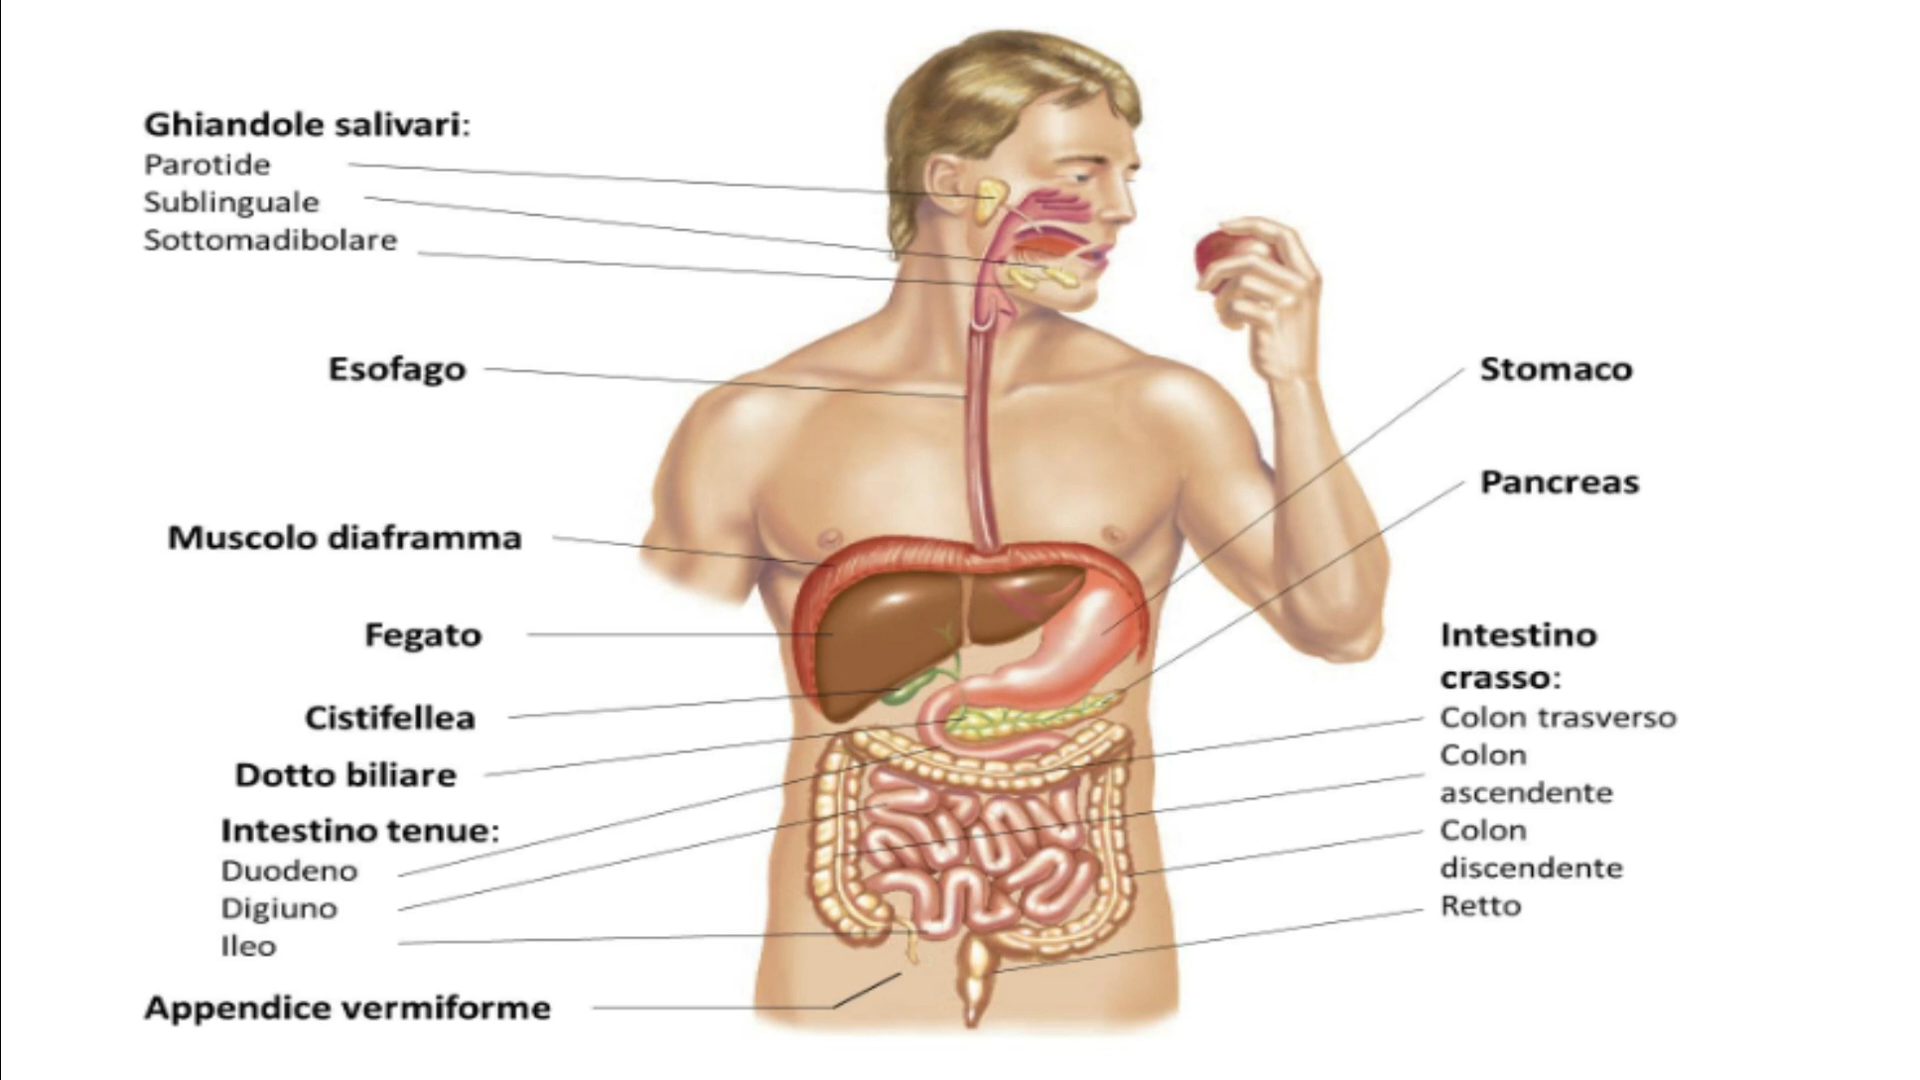 Ghiandole salivari:
Parotide
Sublinguale
Sottomadibolare
Esofago
Muscolo diaframma
Fegato
Cistifellea
Dotto biliare
Intestino tenue:
Duodeno
Digiuno
Ileo
Appendice vermiforme
Stomaco
Pancreas
Intestino
crasso:
Colon trasverso
Colon
ascendente
Colon
discendente
Retto